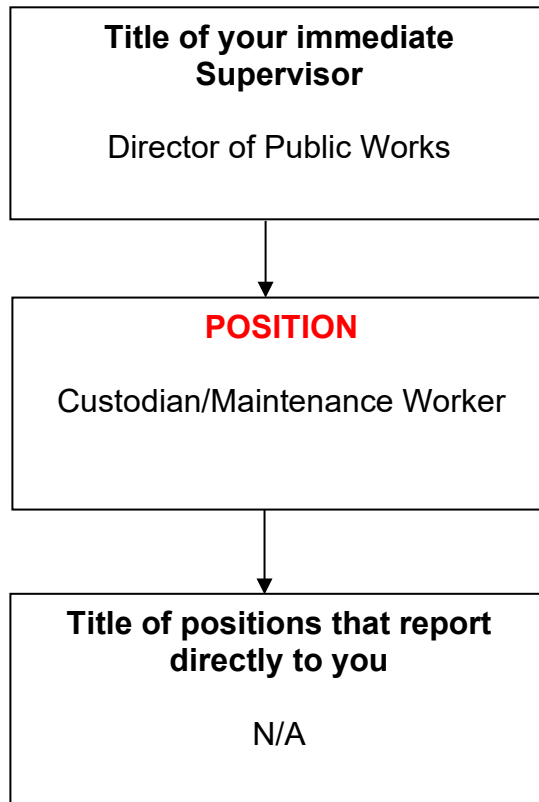 Title of your immediate
Supervisor
Director of Public Works
POSITION
Custodian/Maintenance Worker
Title of positions that report
directly to you
N/A